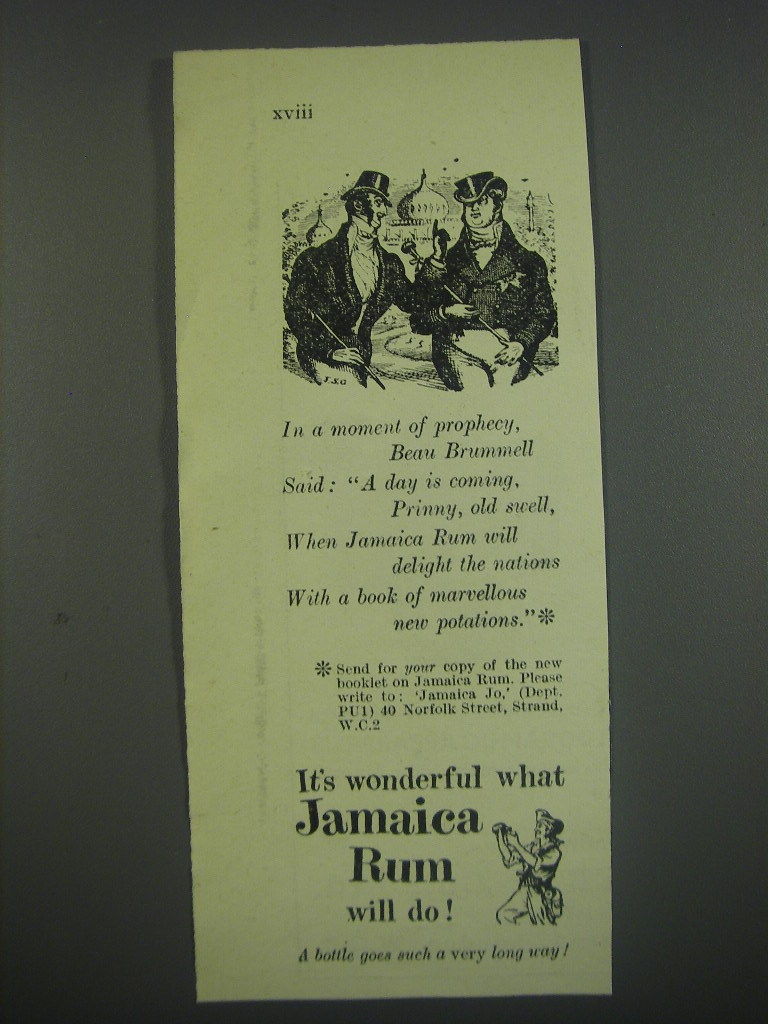 xviii
J.S.G
In a moment of prophecy,
Beau Brummell
Said: "A day is coming,
Prinny, old swell,
When Jamaica Rum will
delight the nations
With a book of marvellous
new potations."*
* Send for your copy of the new
booklet on Jamaica Rum. Please
write to: 'Jamaica Jo,' (Dept.
PU1) 40 Norfolk Street, Strand,
W.C.2
It's wonderful what
Jamaica
Rum
will do!
A bottle goes such a very long way!